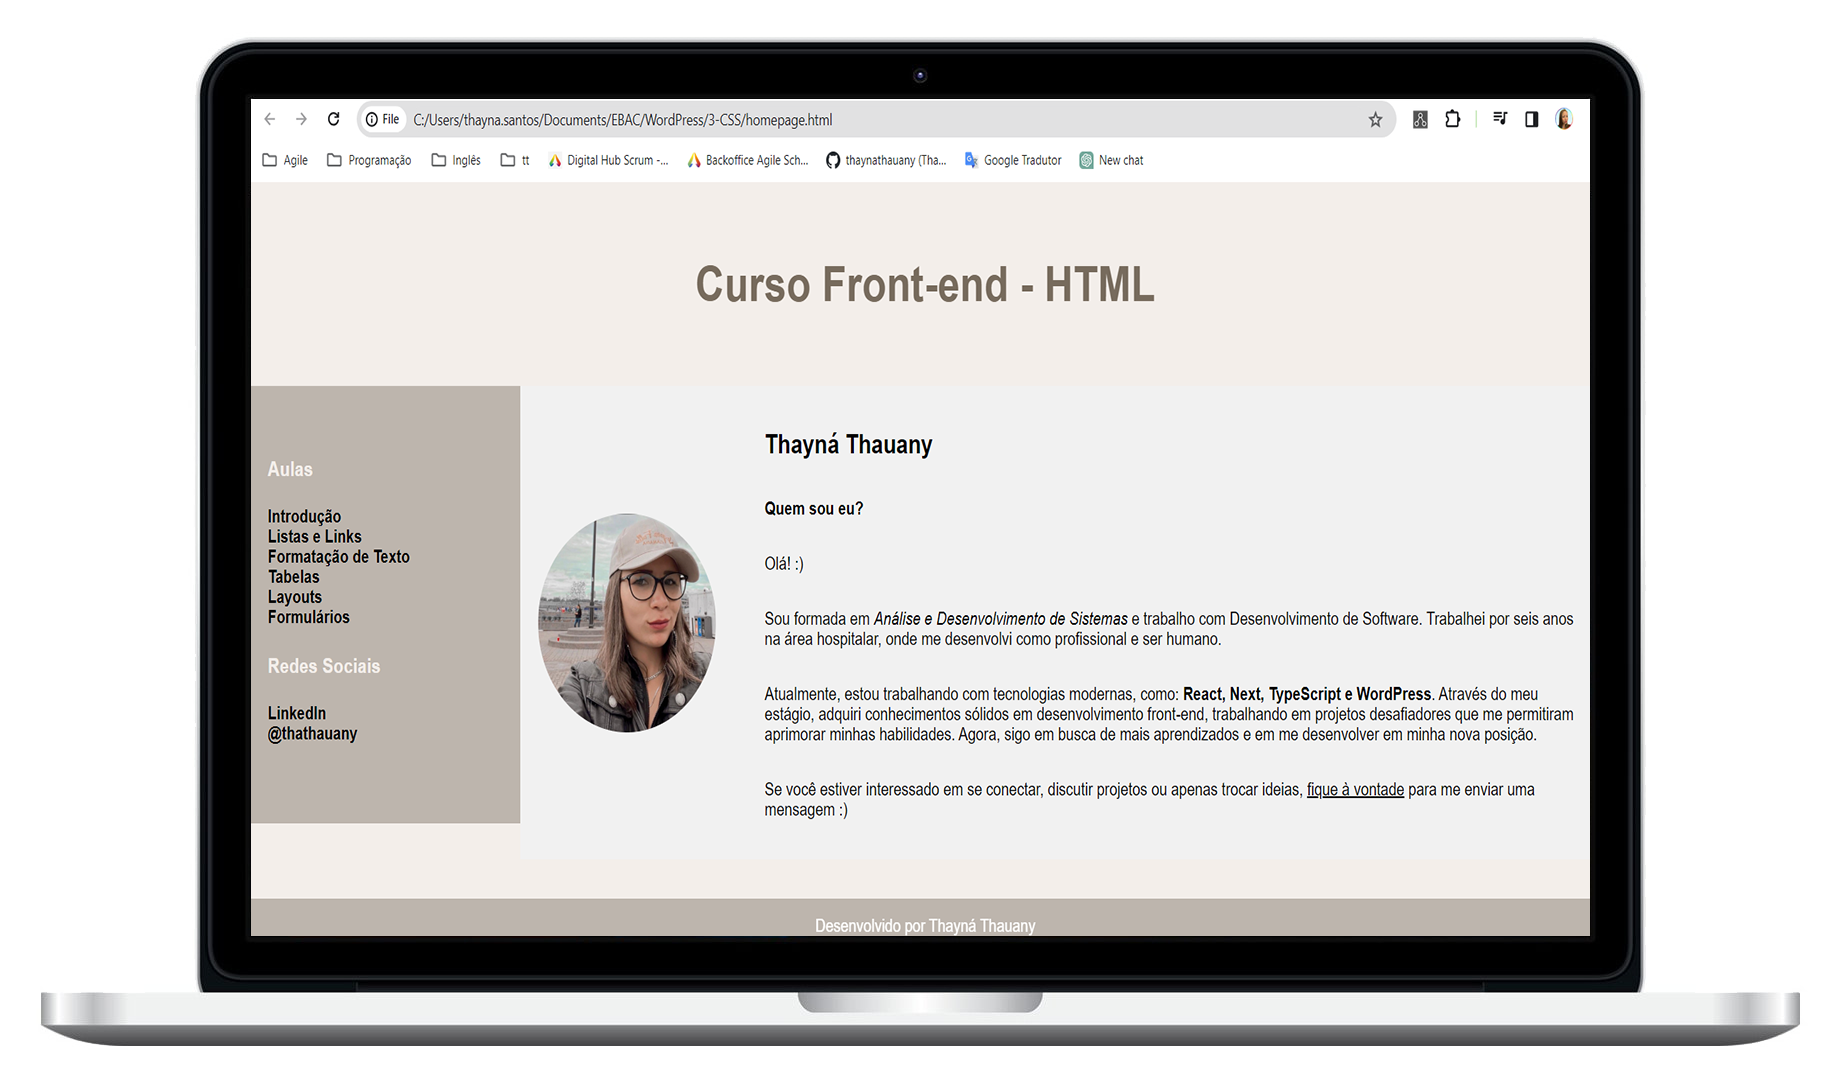 File C:/Users/thayna.santos/Documents/EBAC/WordPress/3-CSS/homepage.html
Agile Programação Inglês tt Digital Hub Scrum -... Backoffice Agile Sch... thaynathauany (Tha... Google Tradutor New chat
Curso Front-end - HTML
Aulas
Introdução
Listas e Links
Formatação de Texto
Tabelas
Layouts
Formulários
Redes Sociais
LinkedIn
@thathauany
Thayná Thauany
Quem sou eu?
Olá! :)
Sou formada em Análise e Desenvolvimento de Sistemas e trabalho com Desenvolvimento de Software. Trabalhei por seis anos
na área hospitalar, onde me desenvolvi como profissional e ser humano.
Atualmente, estou trabalhando com tecnologias modernas, como: React, Next, TypeScript e WordPress. Através do meu
estágio, adquiri conhecimentos sólidos em desenvolvimento front-end, trabalhando em projetos desafiadores que me permitiram
aprimorar minhas habilidades. Agora, sigo em busca de mais aprendizados e em me desenvolver em minha nova posição.
Se você estiver interessado em se conectar, discutir projetos ou apenas trocar ideias, fique à vontade para me enviar uma
mensagem :)
Desenvolvido por Thayná Thauany